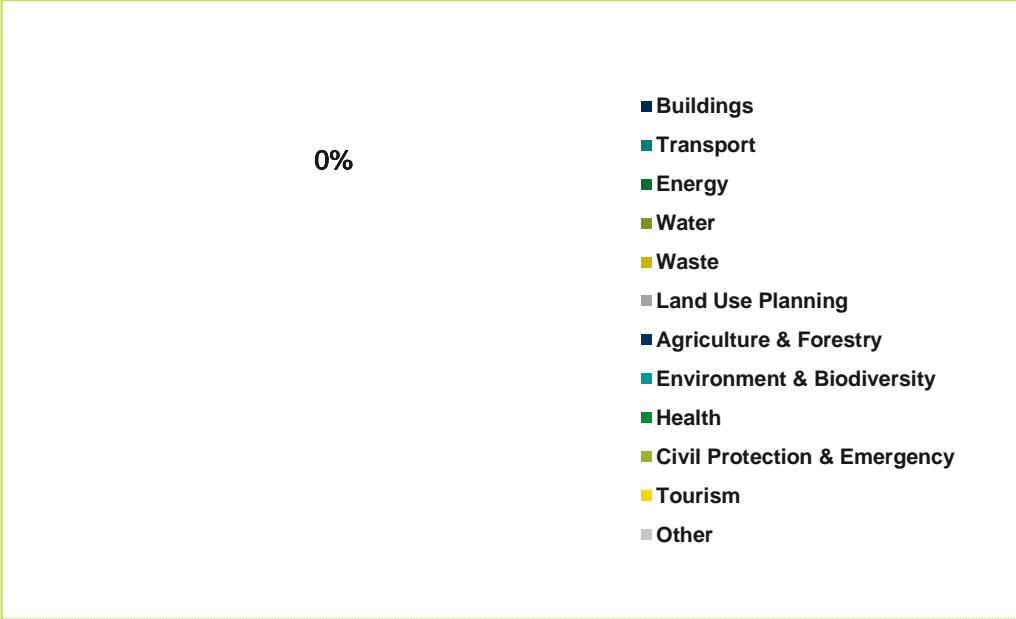 0%
Buildings
Transport
Energy
Water
Waste
Land Use Planning
Agriculture & Forestry
Environment & Biodiversity
Health
Civil Protection & Emergency
Tourism
Other